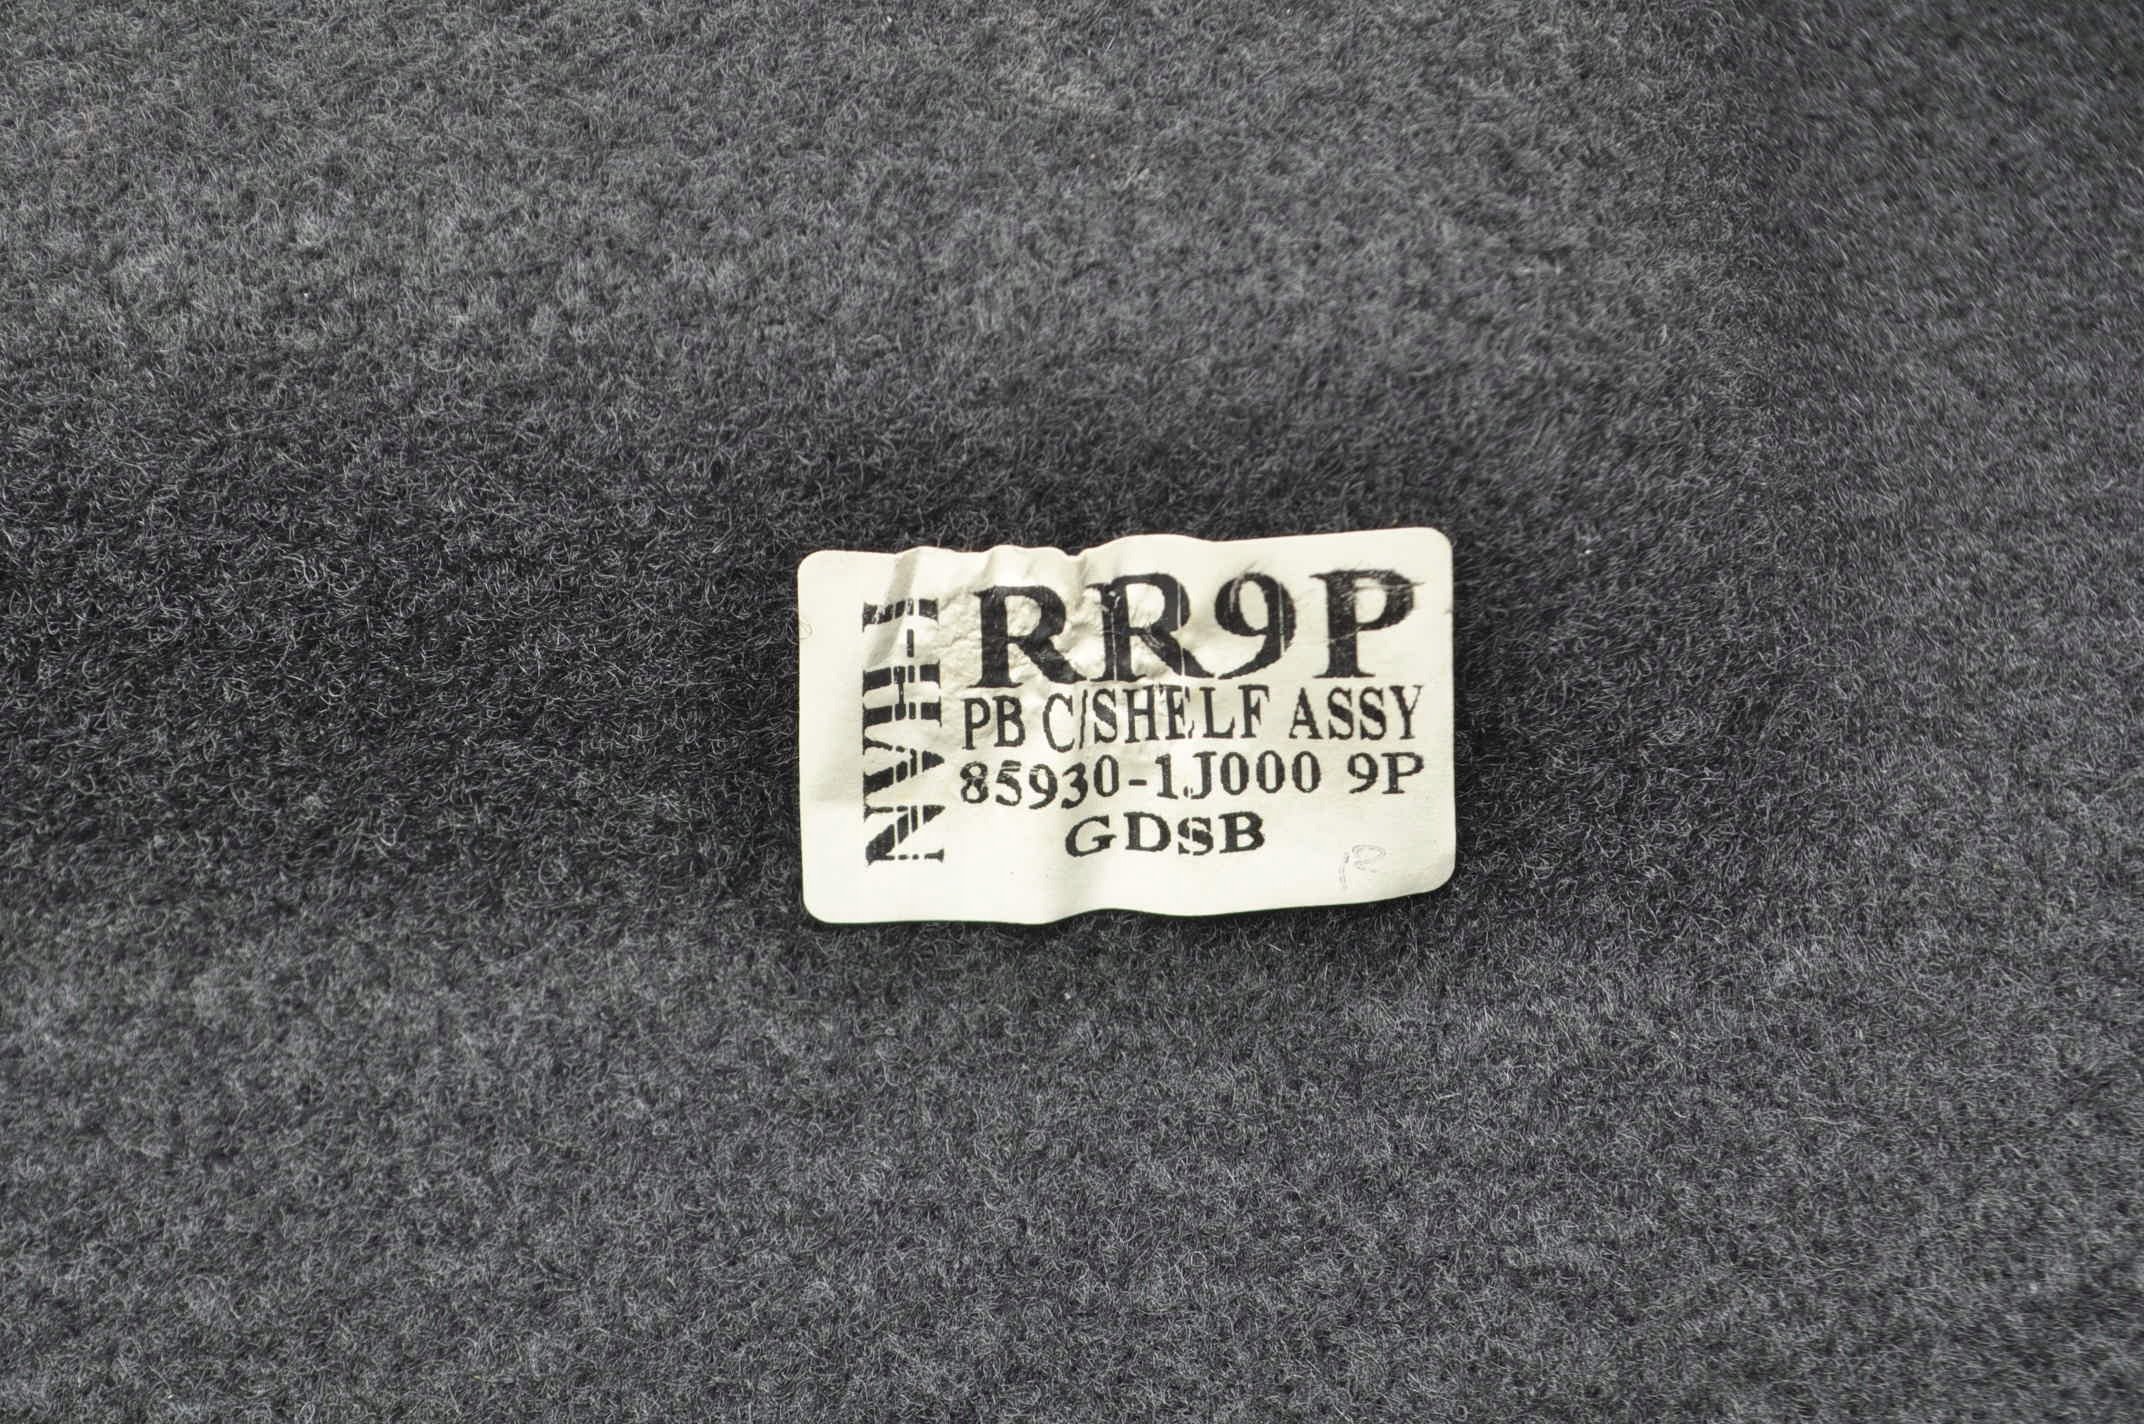 NVH-I
RR9P
PB C/SHELF ASSY
85930-1J000 9P
GDSB